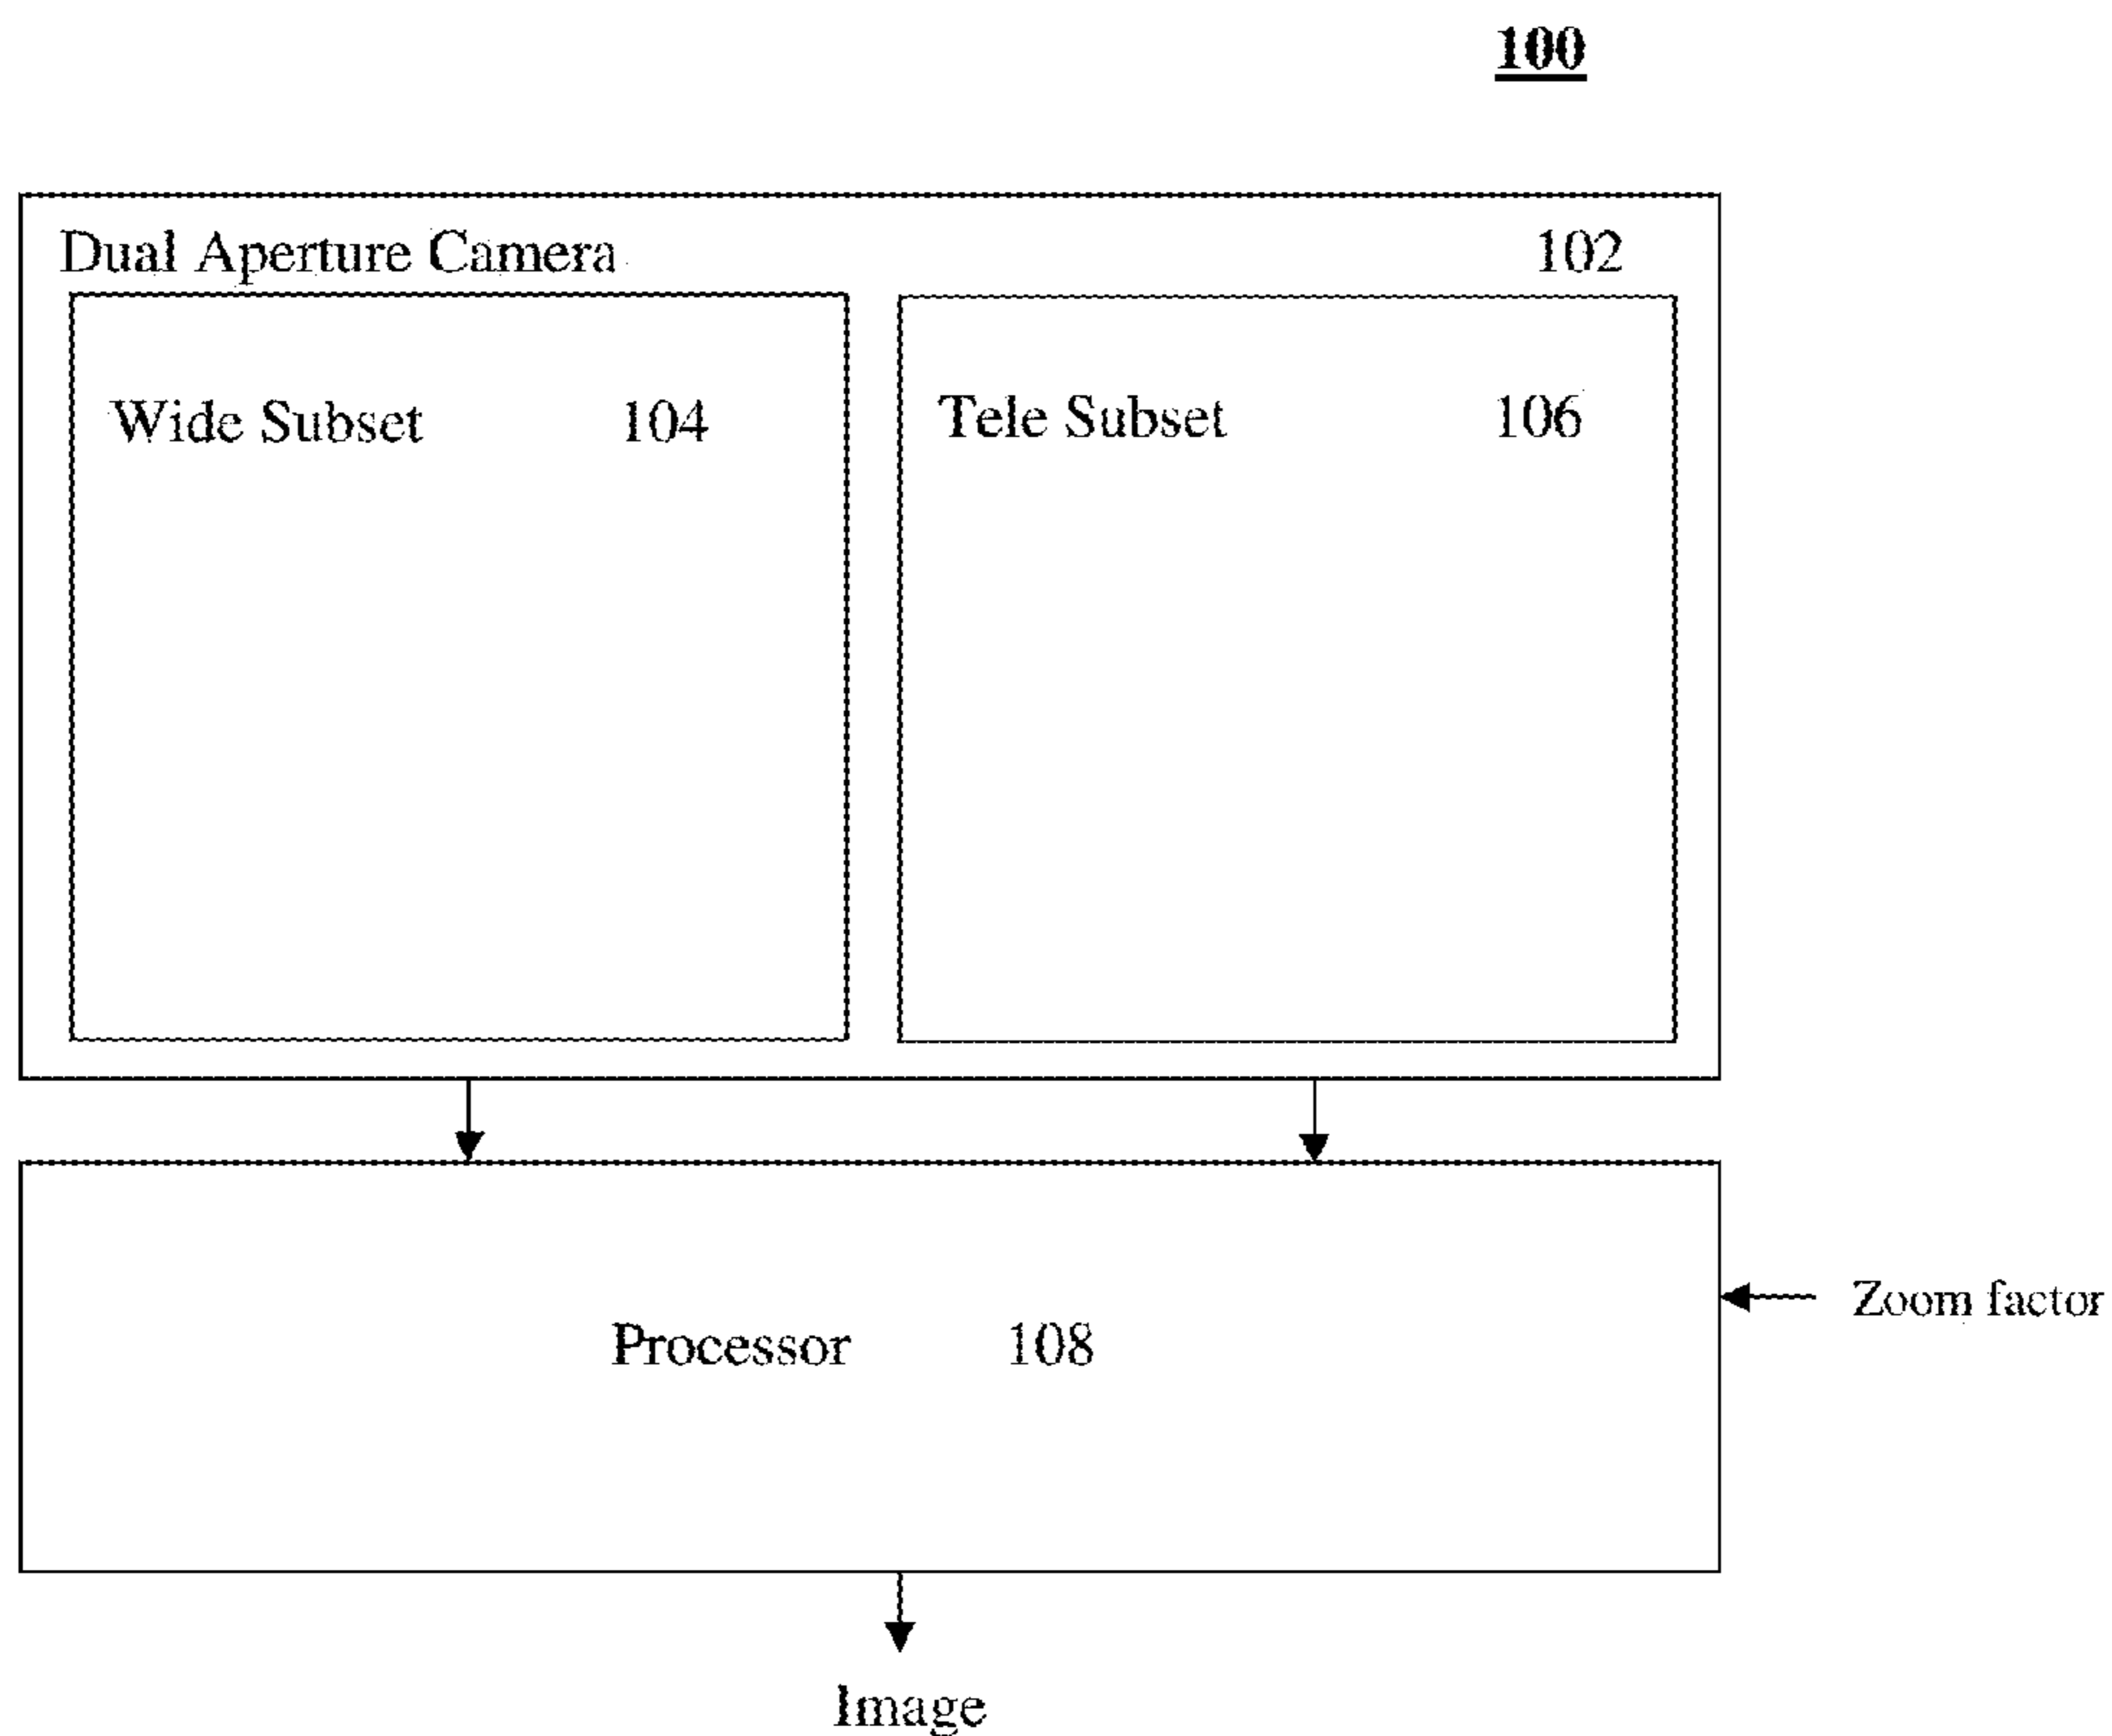 100
Dual Aperture Camera 102
Wide Subset 104
Tele Subset 106
Processor 108
Zoom factor
Image